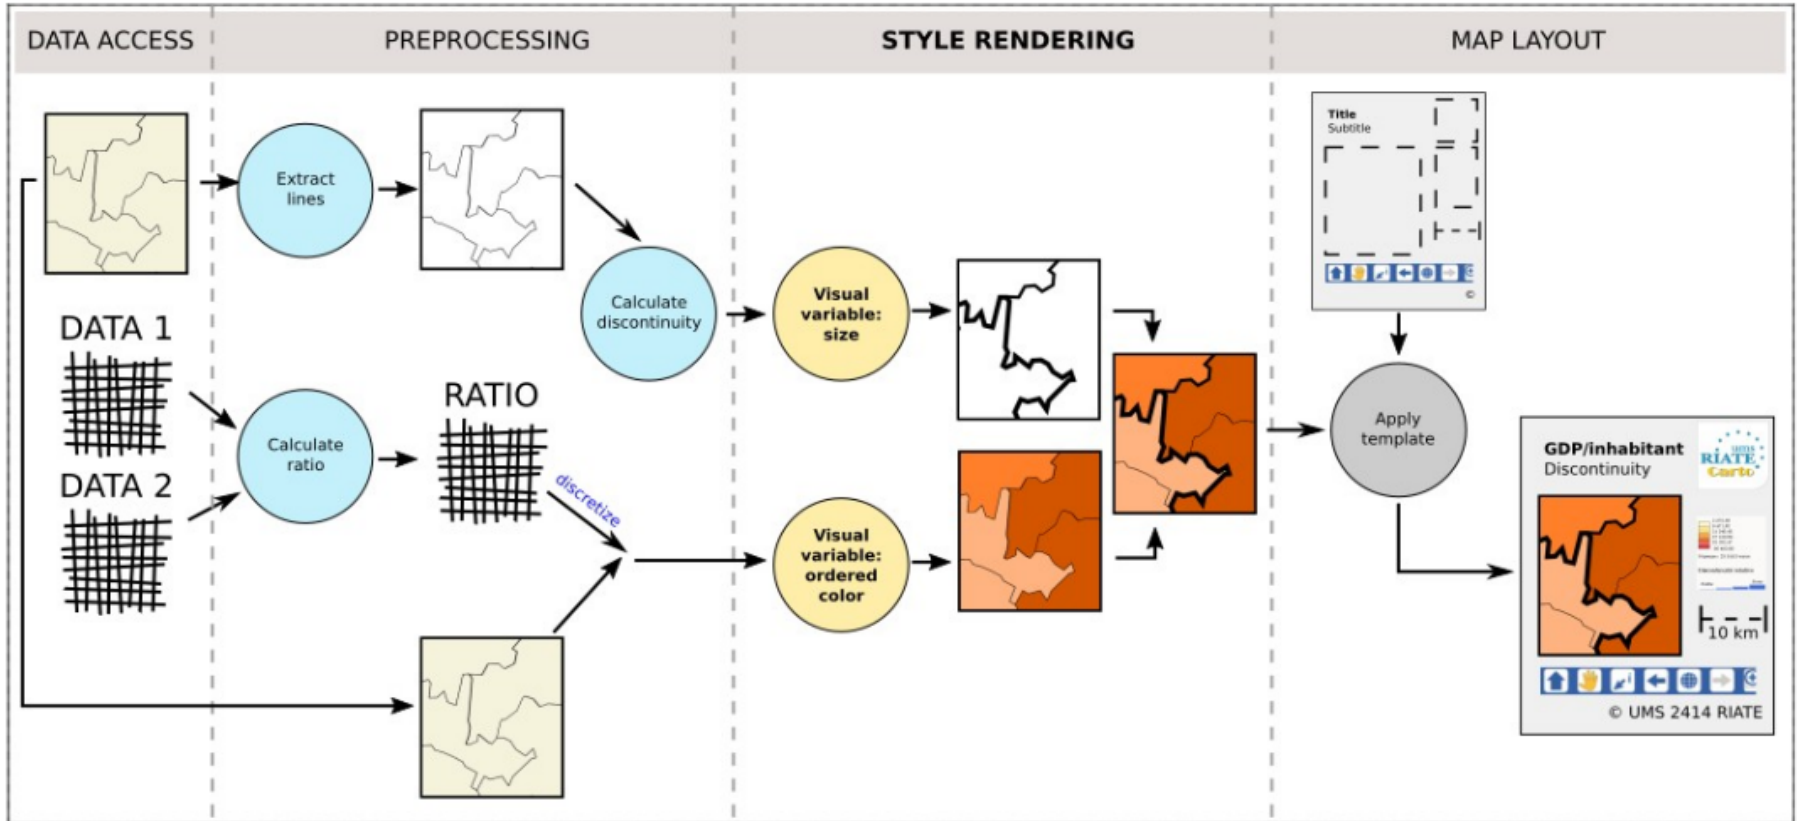 DATA ACCESS
PREPROCESSING
STYLE RENDERING
MAP LAYOUT
Extract
lines
Calculate
discontinuity
DATA 1
DATA 2
Calculate
ratio
RATIO
discretize
Visual
variable:
size
Visual
variable:
ordered
color
Title
Subtitle
©
Apply
template
GDP/inhabitant
Discontinuity
ums
RIATE
Carto
10 km
© UMS 2414 RIATE